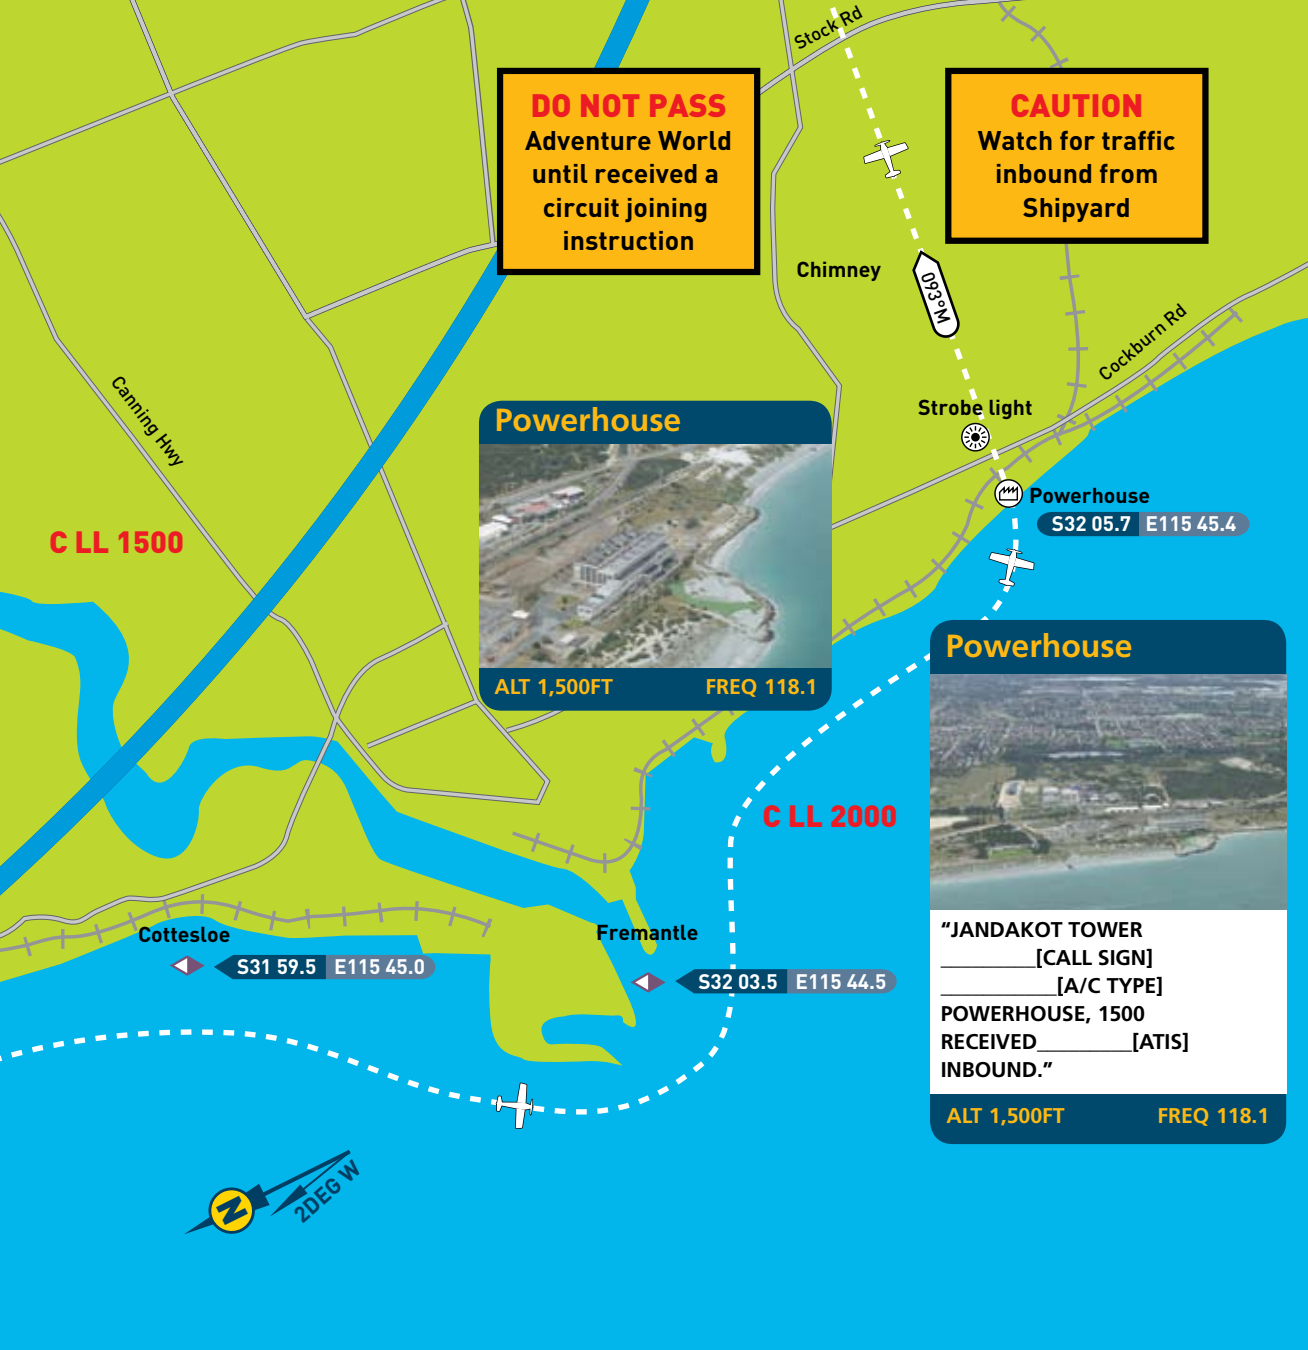 Stock Rd
DO NOT PASS
Adventure World
until received a
circuit joining
instruction
CAUTION
Watch for traffic
inbound from
Shipyard
Chimney
093°M
Cockburn Rd
Canning Hwy
Strobe light
Powerhouse
ALT 1,500FT FREQ 118.1
Powerhouse
S32 05.7 E115 45.4
C LL 1500
Powerhouse
C LL 2000
"JANDAKOT TOWER
_________[CALL SIGN]
___________[A/C TYPE]
POWERHOUSE, 1500
RECEIVED_________[ATIS]
INBOUND."
ALT 1,500FT FREQ 118.1
Cottesloe
S31 59.5 E115 45.0
Fremantle
S32 03.5 E115 44.5
N
2DEG W